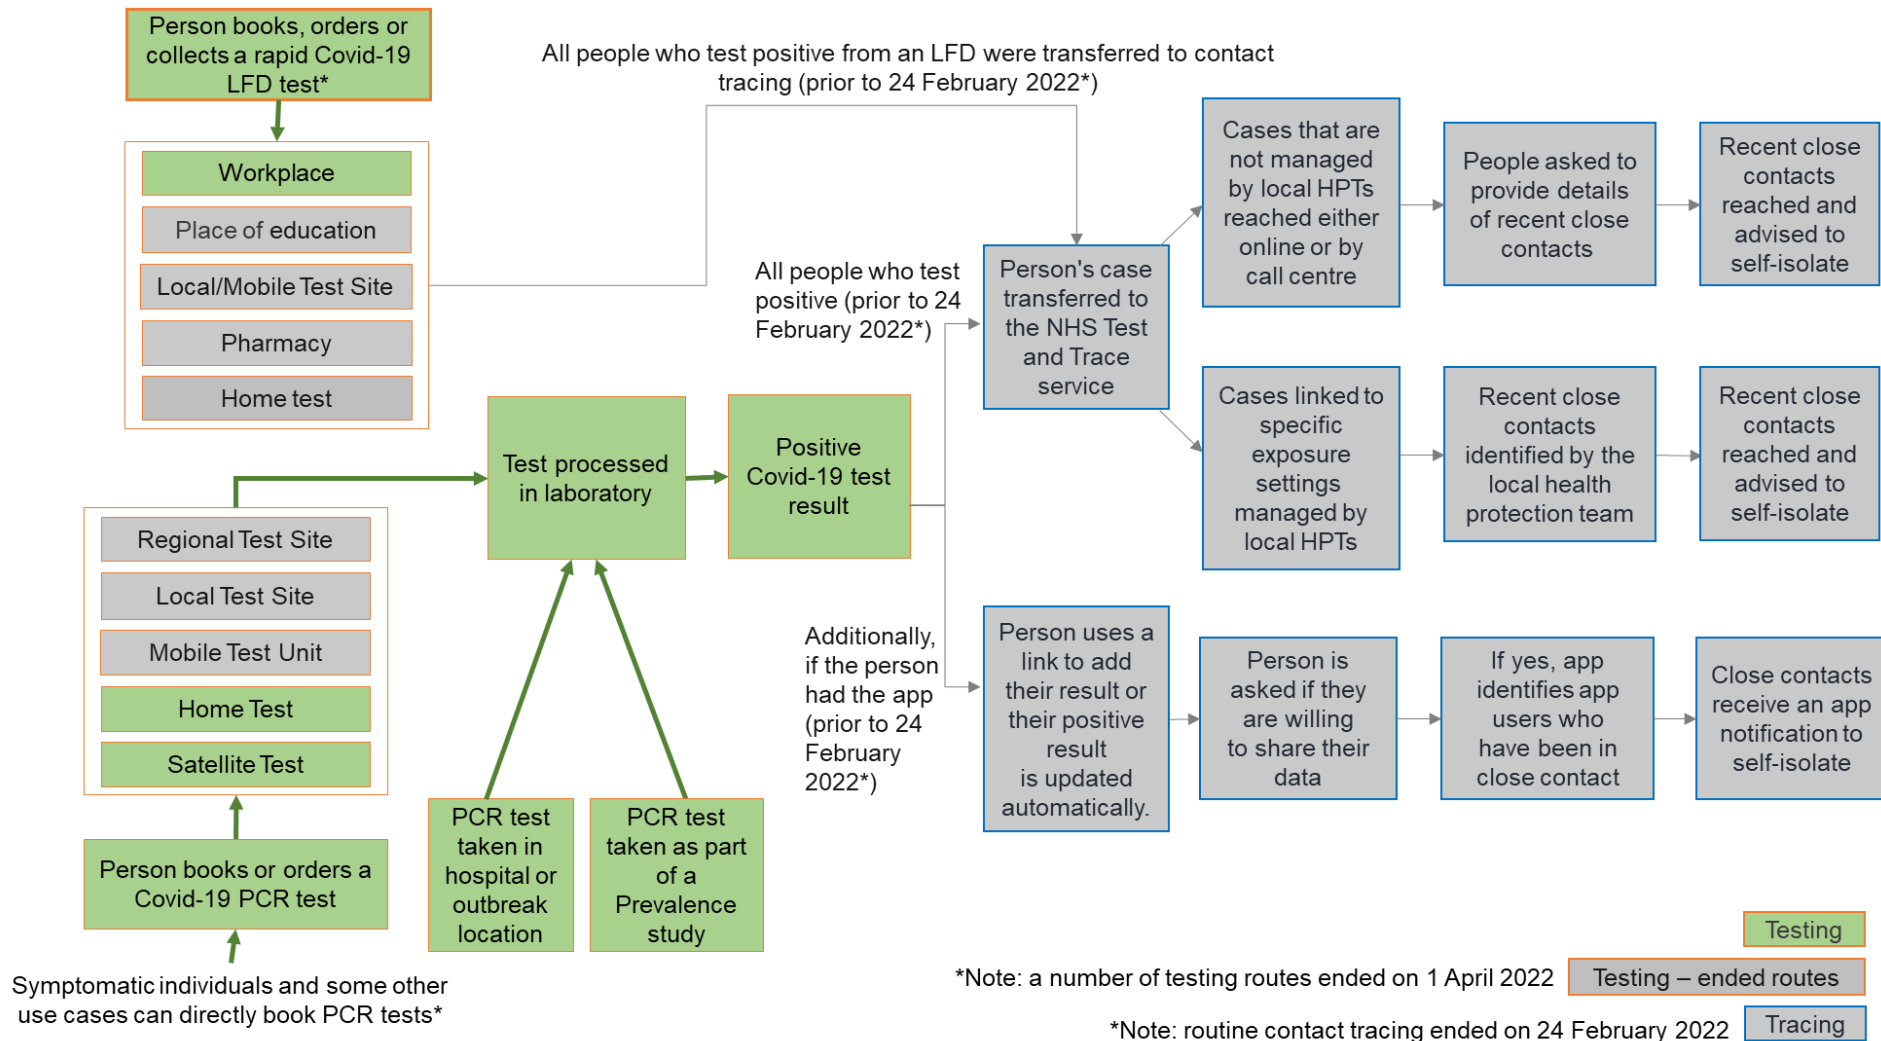 Person books, orders or
collects a rapid Covid-19
LFD test*
All people who test positive from an LFD were transferred to contact
tracing (prior to 24 February 2022*)
Workplace
Place of education
Local/Mobile Test Site
Pharmacy
Home test
Cases that are
not managed
by local HPTs
reached either
online or by
call centre
People asked to
provide details
of recent close
contacts
Recent close
contacts
reached and
advised to
self-isolate
All people who test
positive (prior to 24
February 2022*)
Person's case
transferred to
the NHS Test
and Trace
service
Cases linked to
specific
exposure
settings
managed by
local HPTs
Recent close
contacts
identified by the
local health
protection team
Recent close
contacts
reached and
advised to
self-isolate
Test processed
in laboratory
Positive
Covid-19 test
result
Regional Test Site
Local Test Site
Mobile Test Unit
Home Test
Satellite Test
Additionally,
if the person
had the app
(prior to 24
February
2022*)
Person uses a
link to add
their result or
their positive
result
is updated
automatically.
Person is
asked if they
are willing
to share their
data
If yes, app
identifies app
users who
have been in
close contact
Close contacts
receive an app
notification to
self-isolate
Person books or orders a
Covid-19 PCR test
PCR test
taken in
hospital or
outbreak
location
PCR test
taken as part
of a
Prevalence
study
Symptomatic individuals and some other
use cases can directly book PCR tests*
Testing
*Note: a number of testing routes ended on 1 April 2022
Testing – ended routes
*Note: routine contact tracing ended on 24 February 2022
Tracing